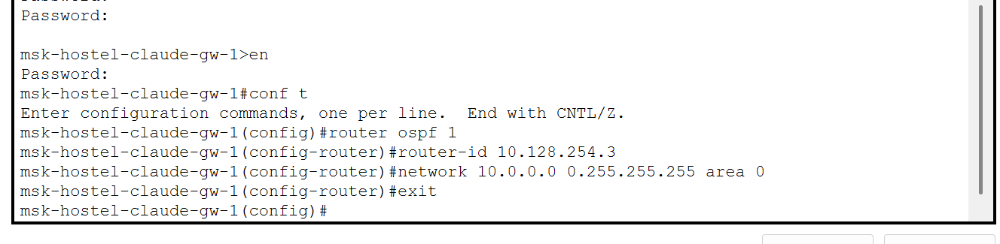 Password:
msk-hostel-claude-gw-1>en
Password:
msk-hostel-claude-gw-1#conf t
Enter configuration commands, one per line.  End with CNTL/Z.
msk-hostel-claude-gw-1(config)#router ospf 1
msk-hostel-claude-gw-1(config-router)#router-id 10.128.254.3
msk-hostel-claude-gw-1(config-router)#network 10.0.0.0 0.255.255.255 area 0
msk-hostel-claude-gw-1(config-router)#exit
msk-hostel-claude-gw-1(config)#